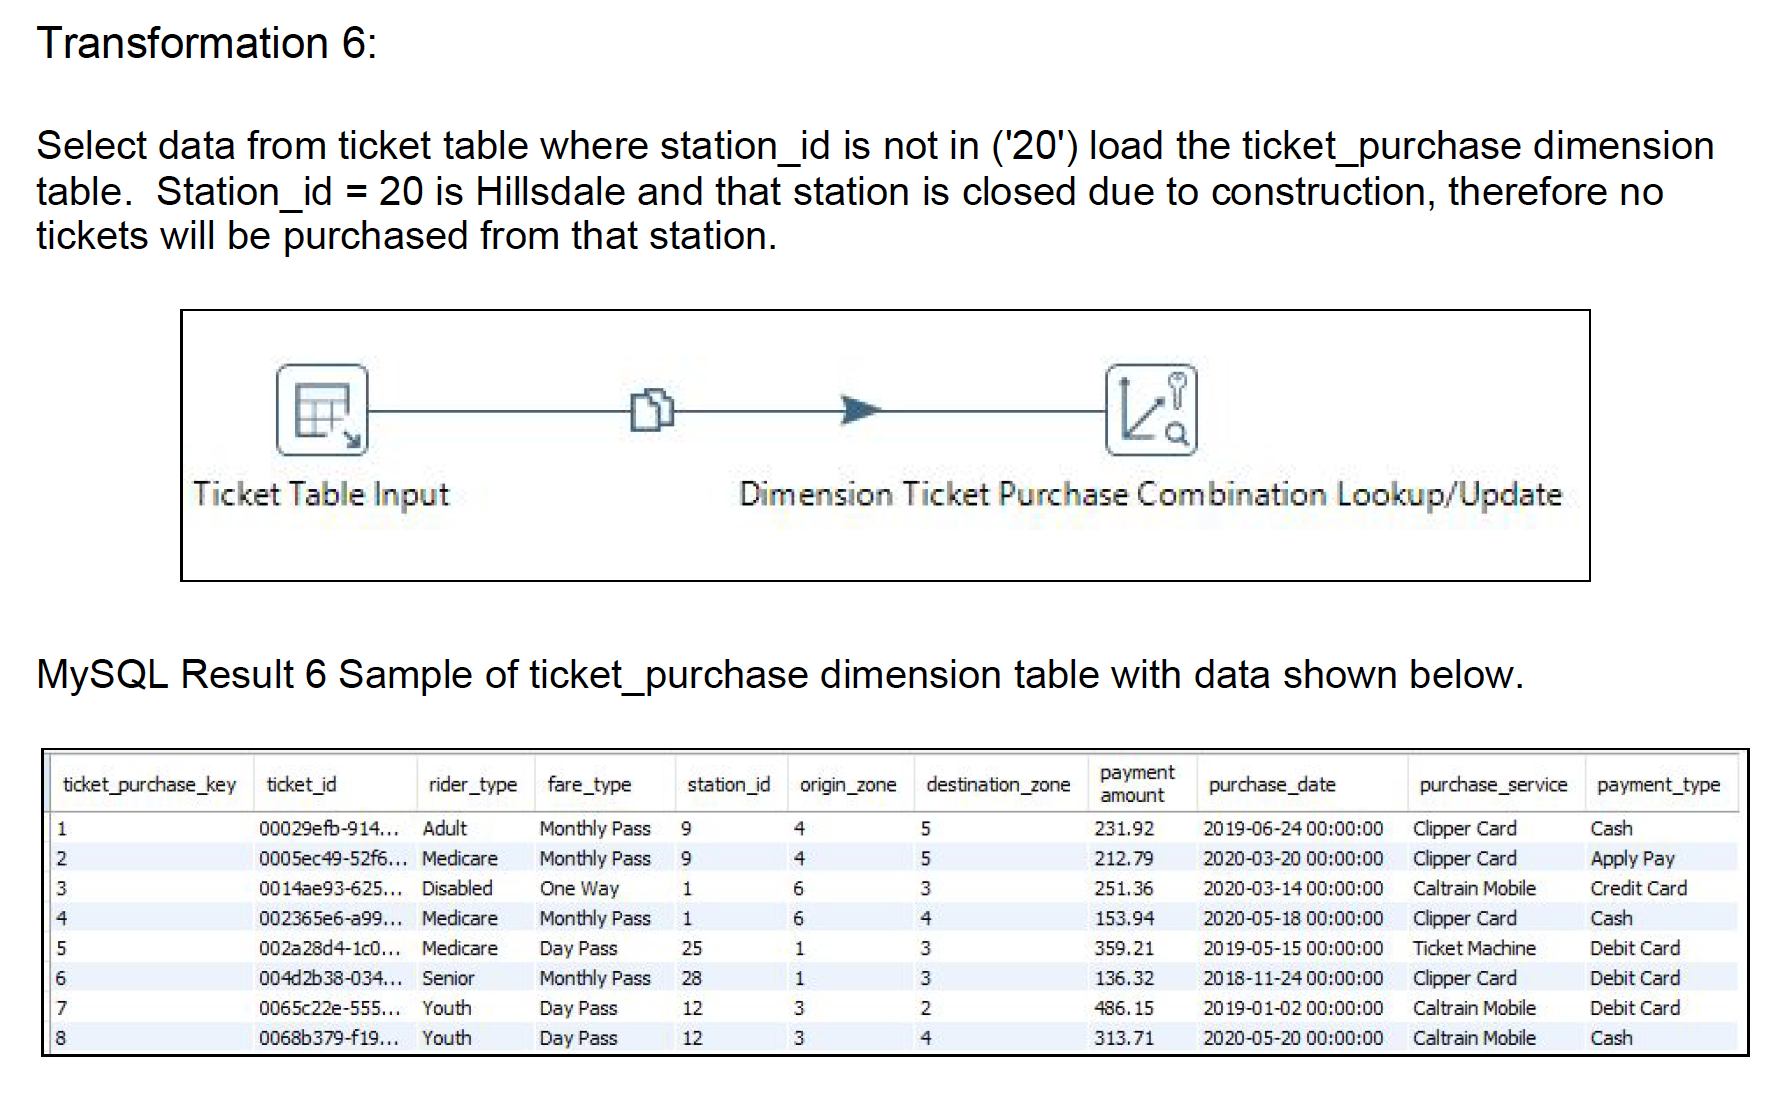 Transformation 6:
Select data from ticket table where station_id is not in ('20') load the ticket_purchase dimension
table.  Station_id = 20 is Hillsdale and that station is closed due to construction, therefore no
tickets will be purchased from that station.
Ticket Table Input
Dimension Ticket Purchase Combination Lookup/Update
MySQL Result 6 Sample of ticket_purchase dimension table with data shown below.
ticket_purchase_key ticket_id rider_type fare_type station_id origin_zone destination_zone payment amount purchase_date purchase_service payment_type
1 00029efb-914... Adult Monthly Pass 9 4 5 231.92 2019-06-24 00:00:00 Clipper Card Cash
2 0005ec49-52f6... Medicare Monthly Pass 9 4 5 212.79 2020-03-20 00:00:00 Clipper Card Apply Pay
3 0014ae93-625... Disabled One Way 1 6 3 251.36 2020-03-14 00:00:00 Caltrain Mobile Credit Card
4 002365e6-a99... Medicare Monthly Pass 1 6 4 153.94 2020-05-18 00:00:00 Clipper Card Cash
5 002a28d4-1c0... Medicare Day Pass 25 1 3 359.21 2019-05-15 00:00:00 Ticket Machine Debit Card
6 004d2b38-034... Senior Monthly Pass 28 1 3 136.32 2018-11-24 00:00:00 Clipper Card Debit Card
7 0065c22e-555... Youth Day Pass 12 3 2 486.15 2019-01-02 00:00:00 Caltrain Mobile Debit Card
8 0068b379-f19... Youth Day Pass 12 3 4 313.71 2020-05-20 00:00:00 Caltrain Mobile Cash